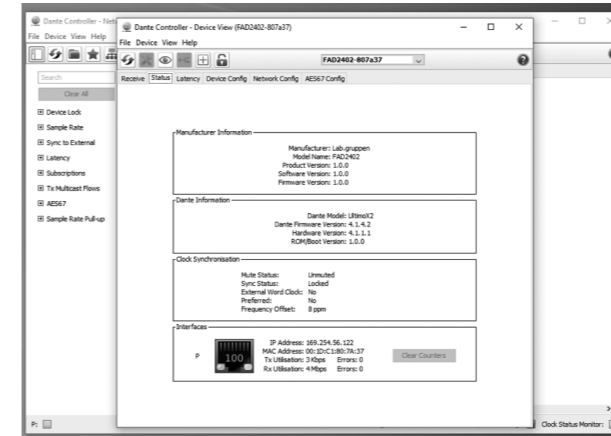 Dante Controller - Net
File Device View Help
Search
Clear All
Device Lock
Sample Rate
Sync to External
Latency
Subscriptions
Tx Multicast Flows
AES67
Sample Rate Pull-up
P:
Clock Status Monitor:
Dante Controller - Device View (FAD2402-807a37)
File Device View Help
FAD2402-807a37
Receive Status Latency Device Config Network Config AES67 Config
Manufacturer Information
Manufacturer: Lab.gruppen
Model Name: FAD2402
Product Version: 1.0.0
Software Version: 1.0.0
Firmware Version: 1.0.0
Dante Information
Dante Model: UltimoX2
Dante Firmware Version: 4.1.4.2
Hardware Version: 4.1.1.1
ROM/Boot Version: 1.0.0
Clock Synchronisation
Mute Status: Unmuted
Sync Status: Locked
External Word Clock: No
Preferred: No
Frequency Offset: 8 ppm
Interfaces
P
100
IP Address: 169.254.56.122
MAC Address: 00:1D:C1:80:7A:37
Tx Utilisation: 3 Kbps Errors: 0
Rx Utilisation: 4 Mbps Errors: 0
Clear Counters